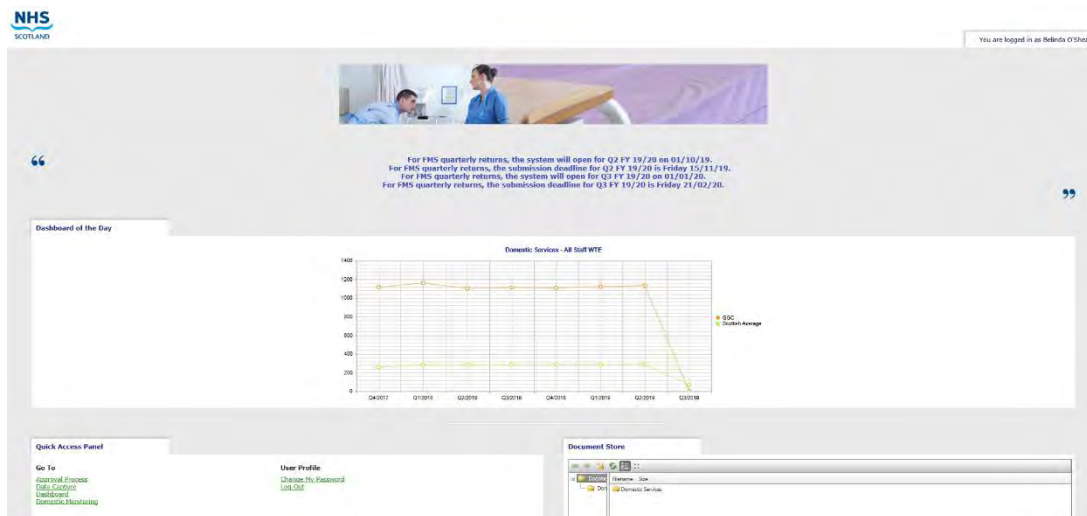 NHS
SCOTLAND
You are logged in as Belinda O'Shea
“
For FMS quarterly returns, the system will open for Q2 FY 19/20 on 01/10/19.
For FMS quarterly returns, the submission deadline for Q2 FY 19/20 is Friday 15/11/19.
For FMS quarterly returns, the system will open for Q3 FY 19/20 on 01/01/20.
For FMS quarterly returns, the submission deadline for Q3 FY 19/20 is Friday 21/02/20.
”
Dashboard of the Day
Domestic Services - All Staff WTE
1400
1200
1000
800
600
400
200
0
Q4/2017 Q1/2018 Q2/2018 Q3/2018 Q4/2018 Q1/2019 Q2/2019 Q3/2019
GGC
Scottish Average
Quick Access Panel
Go To
Approval Process
Data Capture
Dashboard
Domestic Monitoring
User Profile
Change My Password
Log Out
Document Store
Docume
Dom
Filename Size
Domestic Services